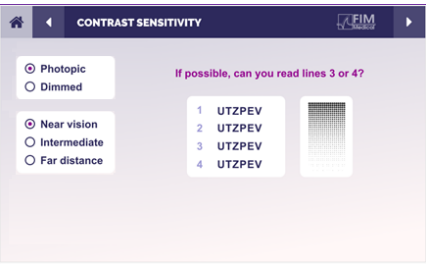 CONTRAST SENSITIVITY
FIM
Medical
Photopic
Dimmed
If possible, can you read lines 3 or 4?
Near vision
Intermediate
Far distance
1 UTZPEV
2 UTZPEV
3 UTZPEV
4 UTZPEV